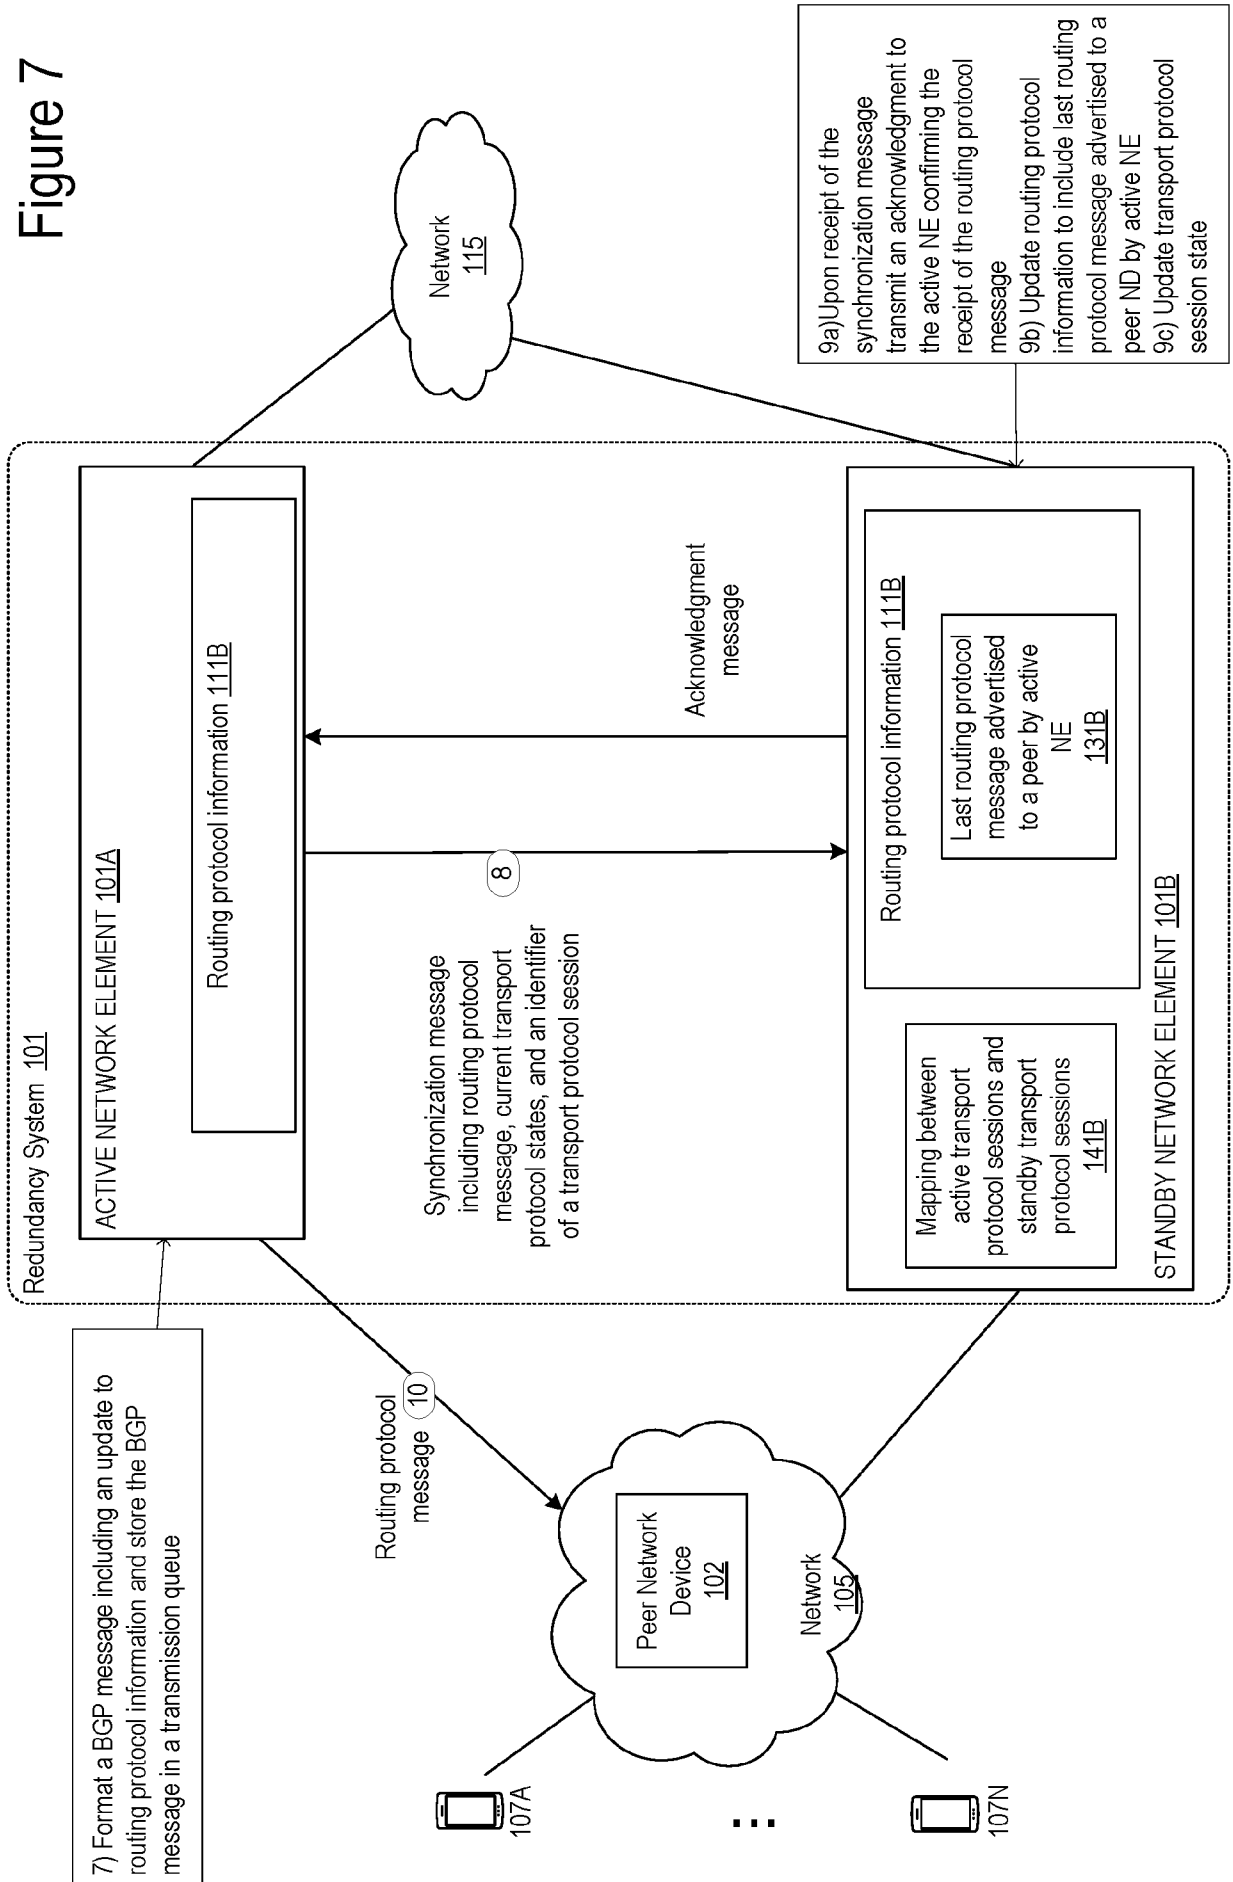 Figure 7
7) Format a BGP message including an update to
routing protocol information and store the BGP
message in a transmission queue
Redundancy System 101
ACTIVE NETWORK ELEMENT 101A
Routing protocol information 111B
Network
115
Routing protocol
message
10
Synchronization message
including routing protocol
message, current transport
protocol states, and an identifier
of a transport protocol session
8
Acknowledgment
message
107A
...
107N
Peer Network
Device
102
Network
105
Mapping between
active transport
protocol sessions and
standby transport
protocol sessions
141B
Routing protocol information 111B
Last routing protocol
message advertised
to a peer by active
NE
131B
STANDBY NETWORK ELEMENT 101B
9a)Upon receipt of the
synchronization message
transmit an acknowledgment to
the active NE confirming the
receipt of the routing protocol
message
9b) Update routing protocol
information to include last routing
protocol message advertised to a
peer ND by active NE
9c) Update transport protocol
session state